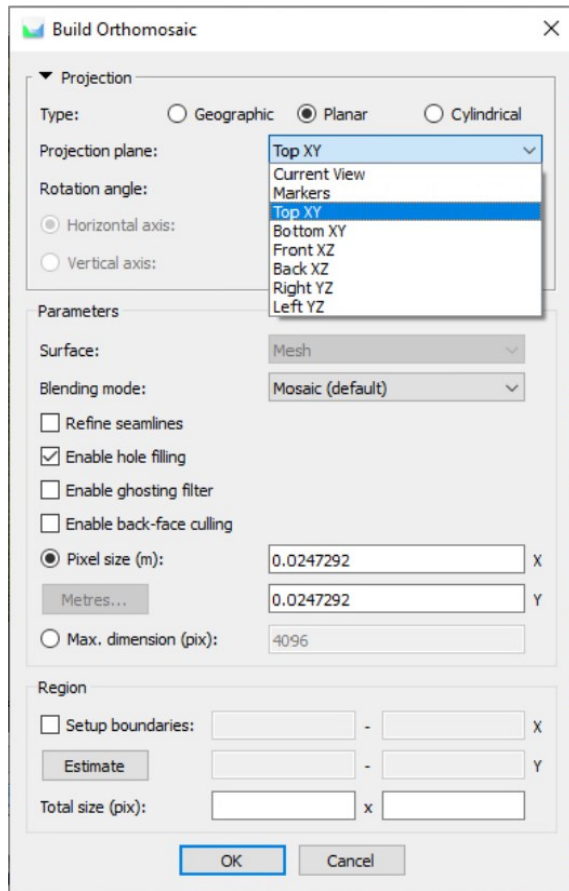 Build Orthomosaic
Projection
Type: Geographic Planar Cylindrical
Projection plane: Top XY
Current View
Markers
Top XY
Bottom XY
Front XZ
Back XZ
Right YZ
Left YZ
Rotation angle:
Horizontal axis:
Vertical axis:
Parameters
Surface: Mesh
Blending mode: Mosaic (default)
Refine seamlines
Enable hole filling
Enable ghosting filter
Enable back-face culling
Pixel size (m): 0.0247292 X
Metres... 0.0247292 Y
Max. dimension (pix): 4096
Region
Setup boundaries: - X
Estimate - Y
Total size (pix): x
OK Cancel